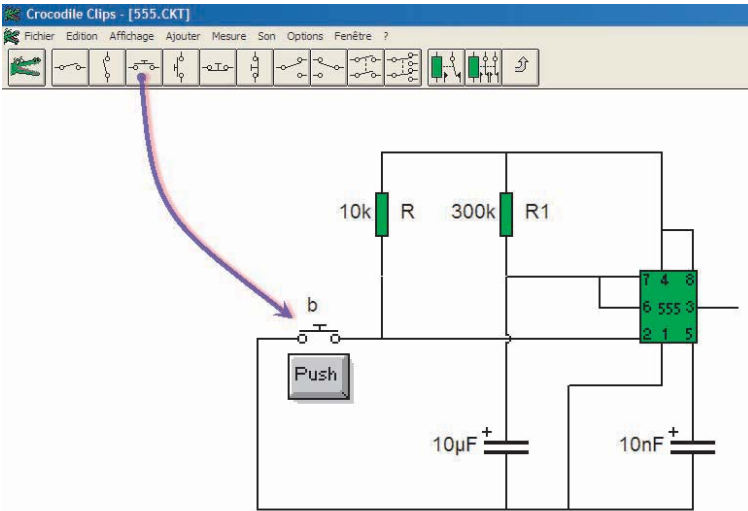 Crocodile Clips - [555.CKT]
Fichier Edition Affichage Ajouter Mesure Son Options Fenêtre ?
10k R 300k R1
b
7 4 8
6 555 3
2 1 5
Push
10µF + 10nF +